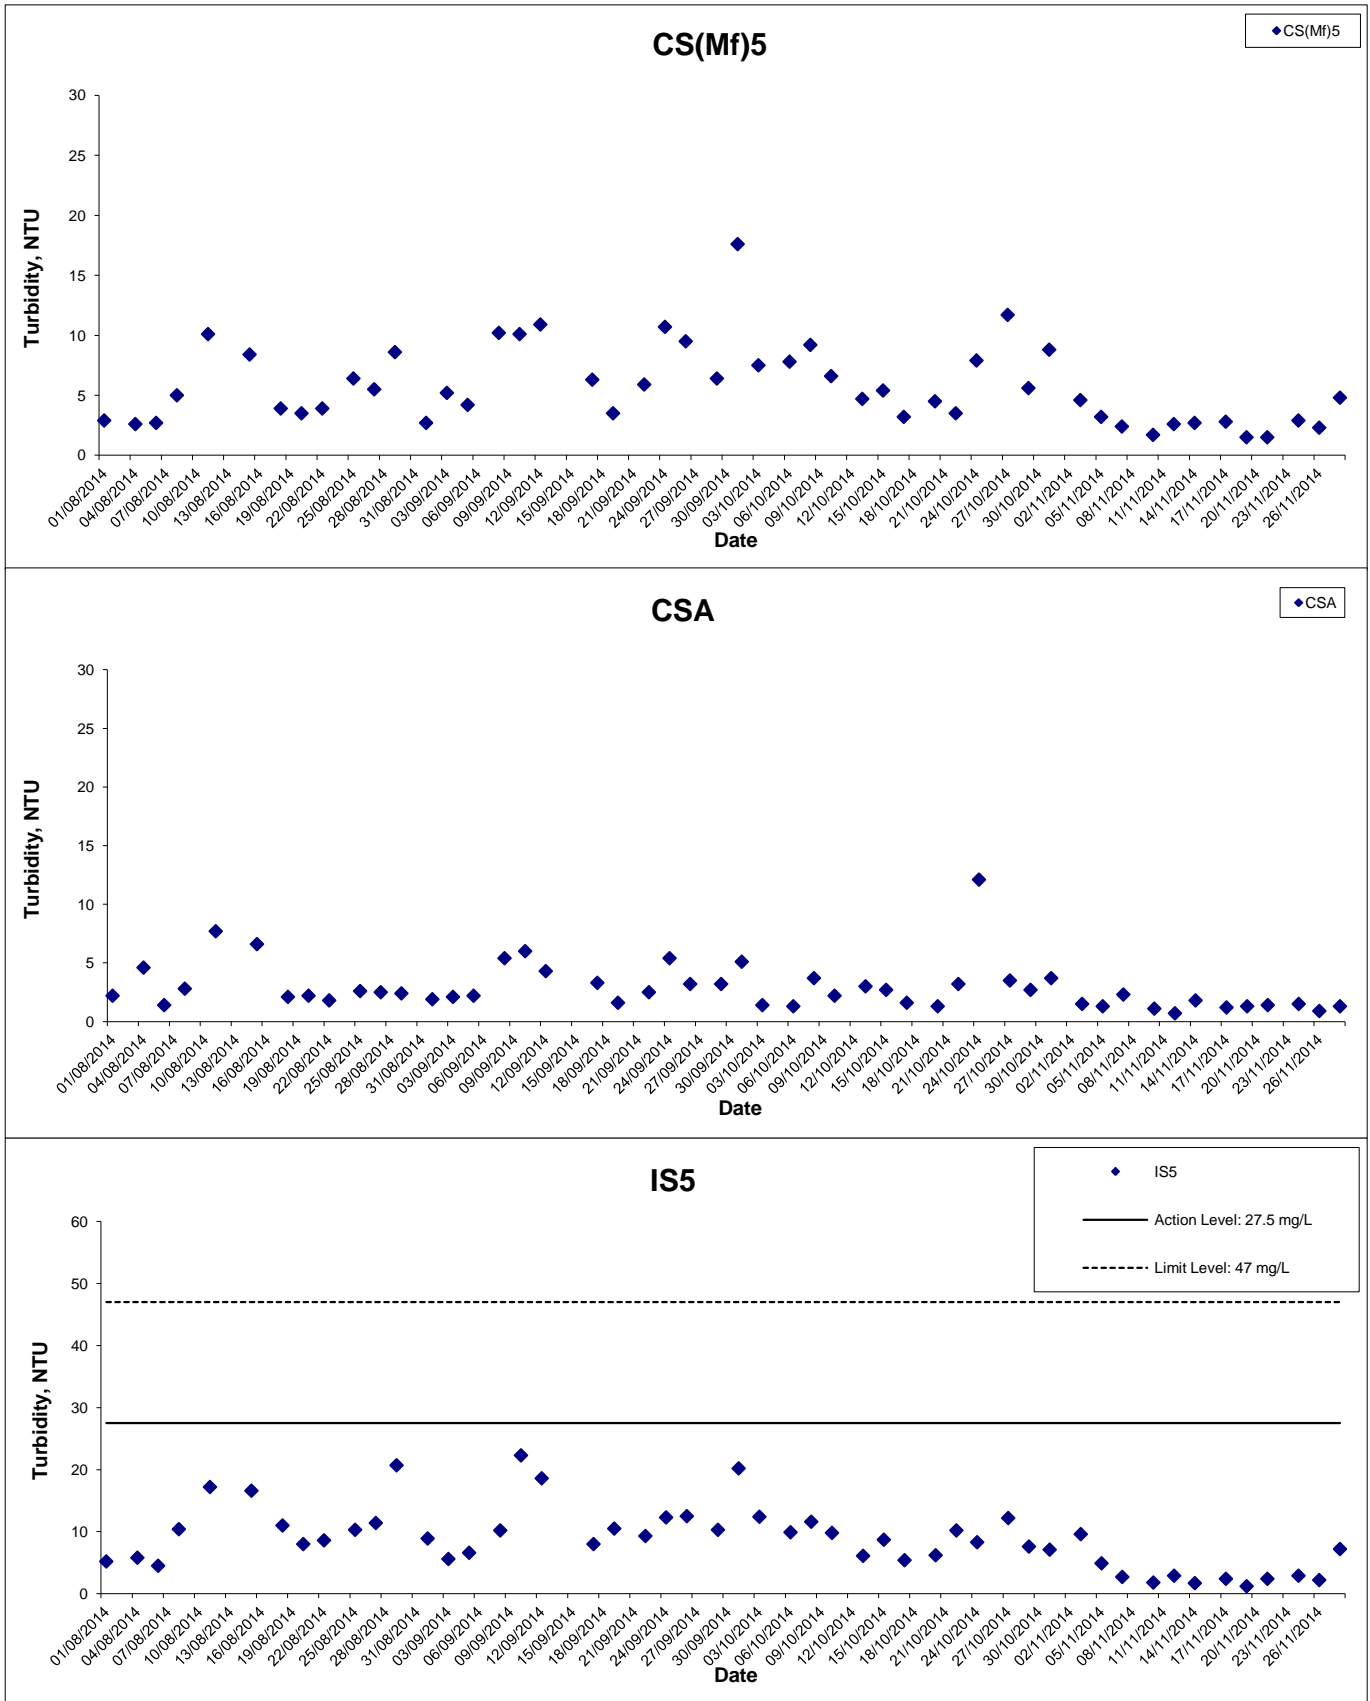 CS(Mf)5
CS(Mf)5
30
25
20
15
10
5
0
Turbidity, NTU
01/08/2014 04/08/2014 07/08/2014 10/08/2014 13/08/2014 16/08/2014 19/08/2014 22/08/2014 25/08/2014 28/08/2014 31/08/2014 03/09/2014 06/09/2014 09/09/2014 12/09/2014 15/09/2014 18/09/2014 21/09/2014 24/09/2014 27/09/2014 30/09/2014 03/10/2014 06/10/2014 09/10/2014 12/10/2014 15/10/2014 18/10/2014 21/10/2014 24/10/2014 27/10/2014 30/10/2014 02/11/2014 05/11/2014 08/11/2014 11/11/2014 14/11/2014 17/11/2014 20/11/2014 23/11/2014 26/11/2014
Date
CSA
CSA
30
25
20
15
10
5
0
Turbidity, NTU
01/08/2014 04/08/2014 07/08/2014 10/08/2014 13/08/2014 16/08/2014 19/08/2014 22/08/2014 25/08/2014 28/08/2014 31/08/2014 03/09/2014 06/09/2014 09/09/2014 12/09/2014 15/09/2014 18/09/2014 21/09/2014 24/09/2014 27/09/2014 30/09/2014 03/10/2014 06/10/2014 09/10/2014 12/10/2014 15/10/2014 18/10/2014 21/10/2014 24/10/2014 27/10/2014 30/10/2014 02/11/2014 05/11/2014 08/11/2014 11/11/2014 14/11/2014 17/11/2014 20/11/2014 23/11/2014 26/11/2014
Date
IS5
IS5
Action Level: 27.5 mg/L
Limit Level: 47 mg/L
60
50
40
30
20
10
0
Turbidity, NTU
01/08/2014 04/08/2014 07/08/2014 10/08/2014 13/08/2014 16/08/2014 19/08/2014 22/08/2014 25/08/2014 28/08/2014 31/08/2014 03/09/2014 06/09/2014 09/09/2014 12/09/2014 15/09/2014 18/09/2014 21/09/2014 24/09/2014 27/09/2014 30/09/2014 03/10/2014 06/10/2014 09/10/2014 12/10/2014 15/10/2014 18/10/2014 21/10/2014 24/10/2014 27/10/2014 30/10/2014 02/11/2014 05/11/2014 08/11/2014 11/11/2014 14/11/2014 17/11/2014 20/11/2014 23/11/2014 26/11/2014
Date